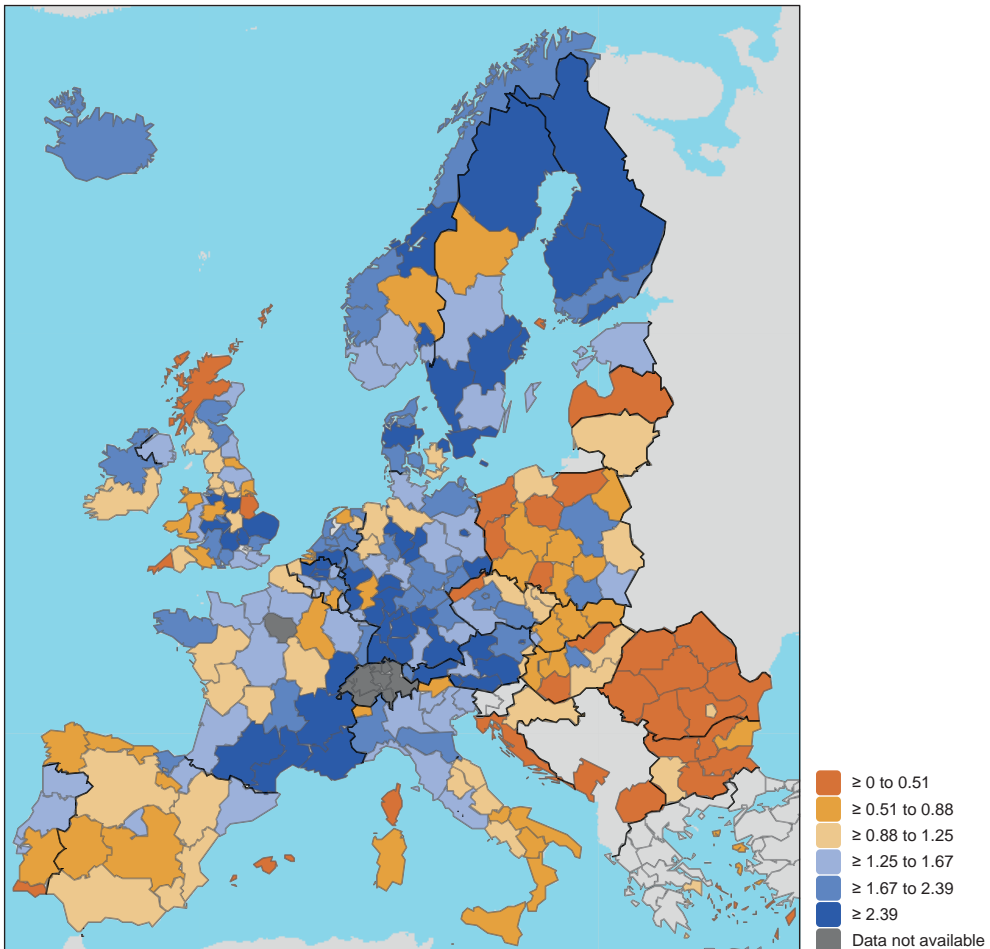 ≥ 0 to 0.51
≥ 0.51 to 0.88
≥ 0.88 to 1.25
≥ 1.25 to 1.67
≥ 1.67 to 2.39
≥ 2.39
Data not available